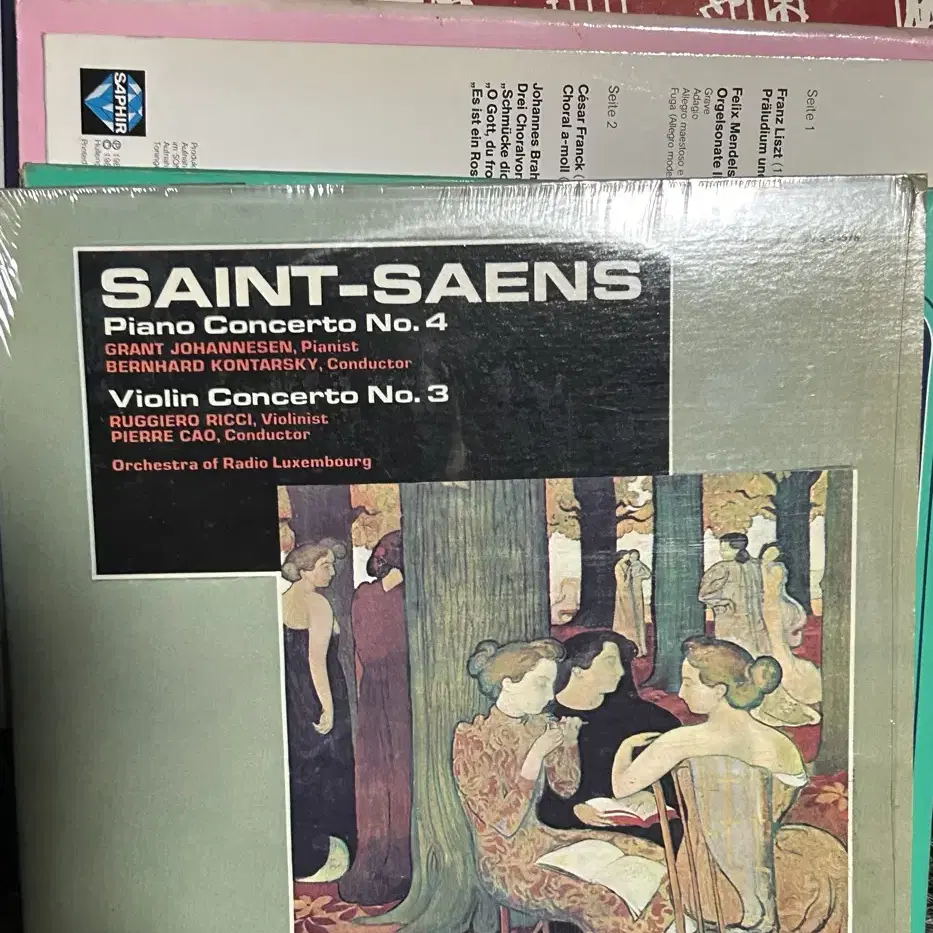 SAPHIR
Seite 1
Franz Liszt
Präludium un
Felix Mendels
Orgelsonate
Grave
Adagio
Allegro maestoso e
Fuga (Allegro mode
Seite 2
César Franck
Choral a-moll
Johannes Brah
Drei Choralvor
„Schmücke dic
„O Gott, du fro
„Es ist ein Ros
SAINT-SAENS
Piano Concerto No. 4
GRANT JOHANNESEN, Pianist
BERNHARD KONTARSKY, Conductor
Violin Concerto No. 3
RUGGIERO RICCI, Violinist
PIERRE CAO, Conductor
Orchestra of Radio Luxembourg